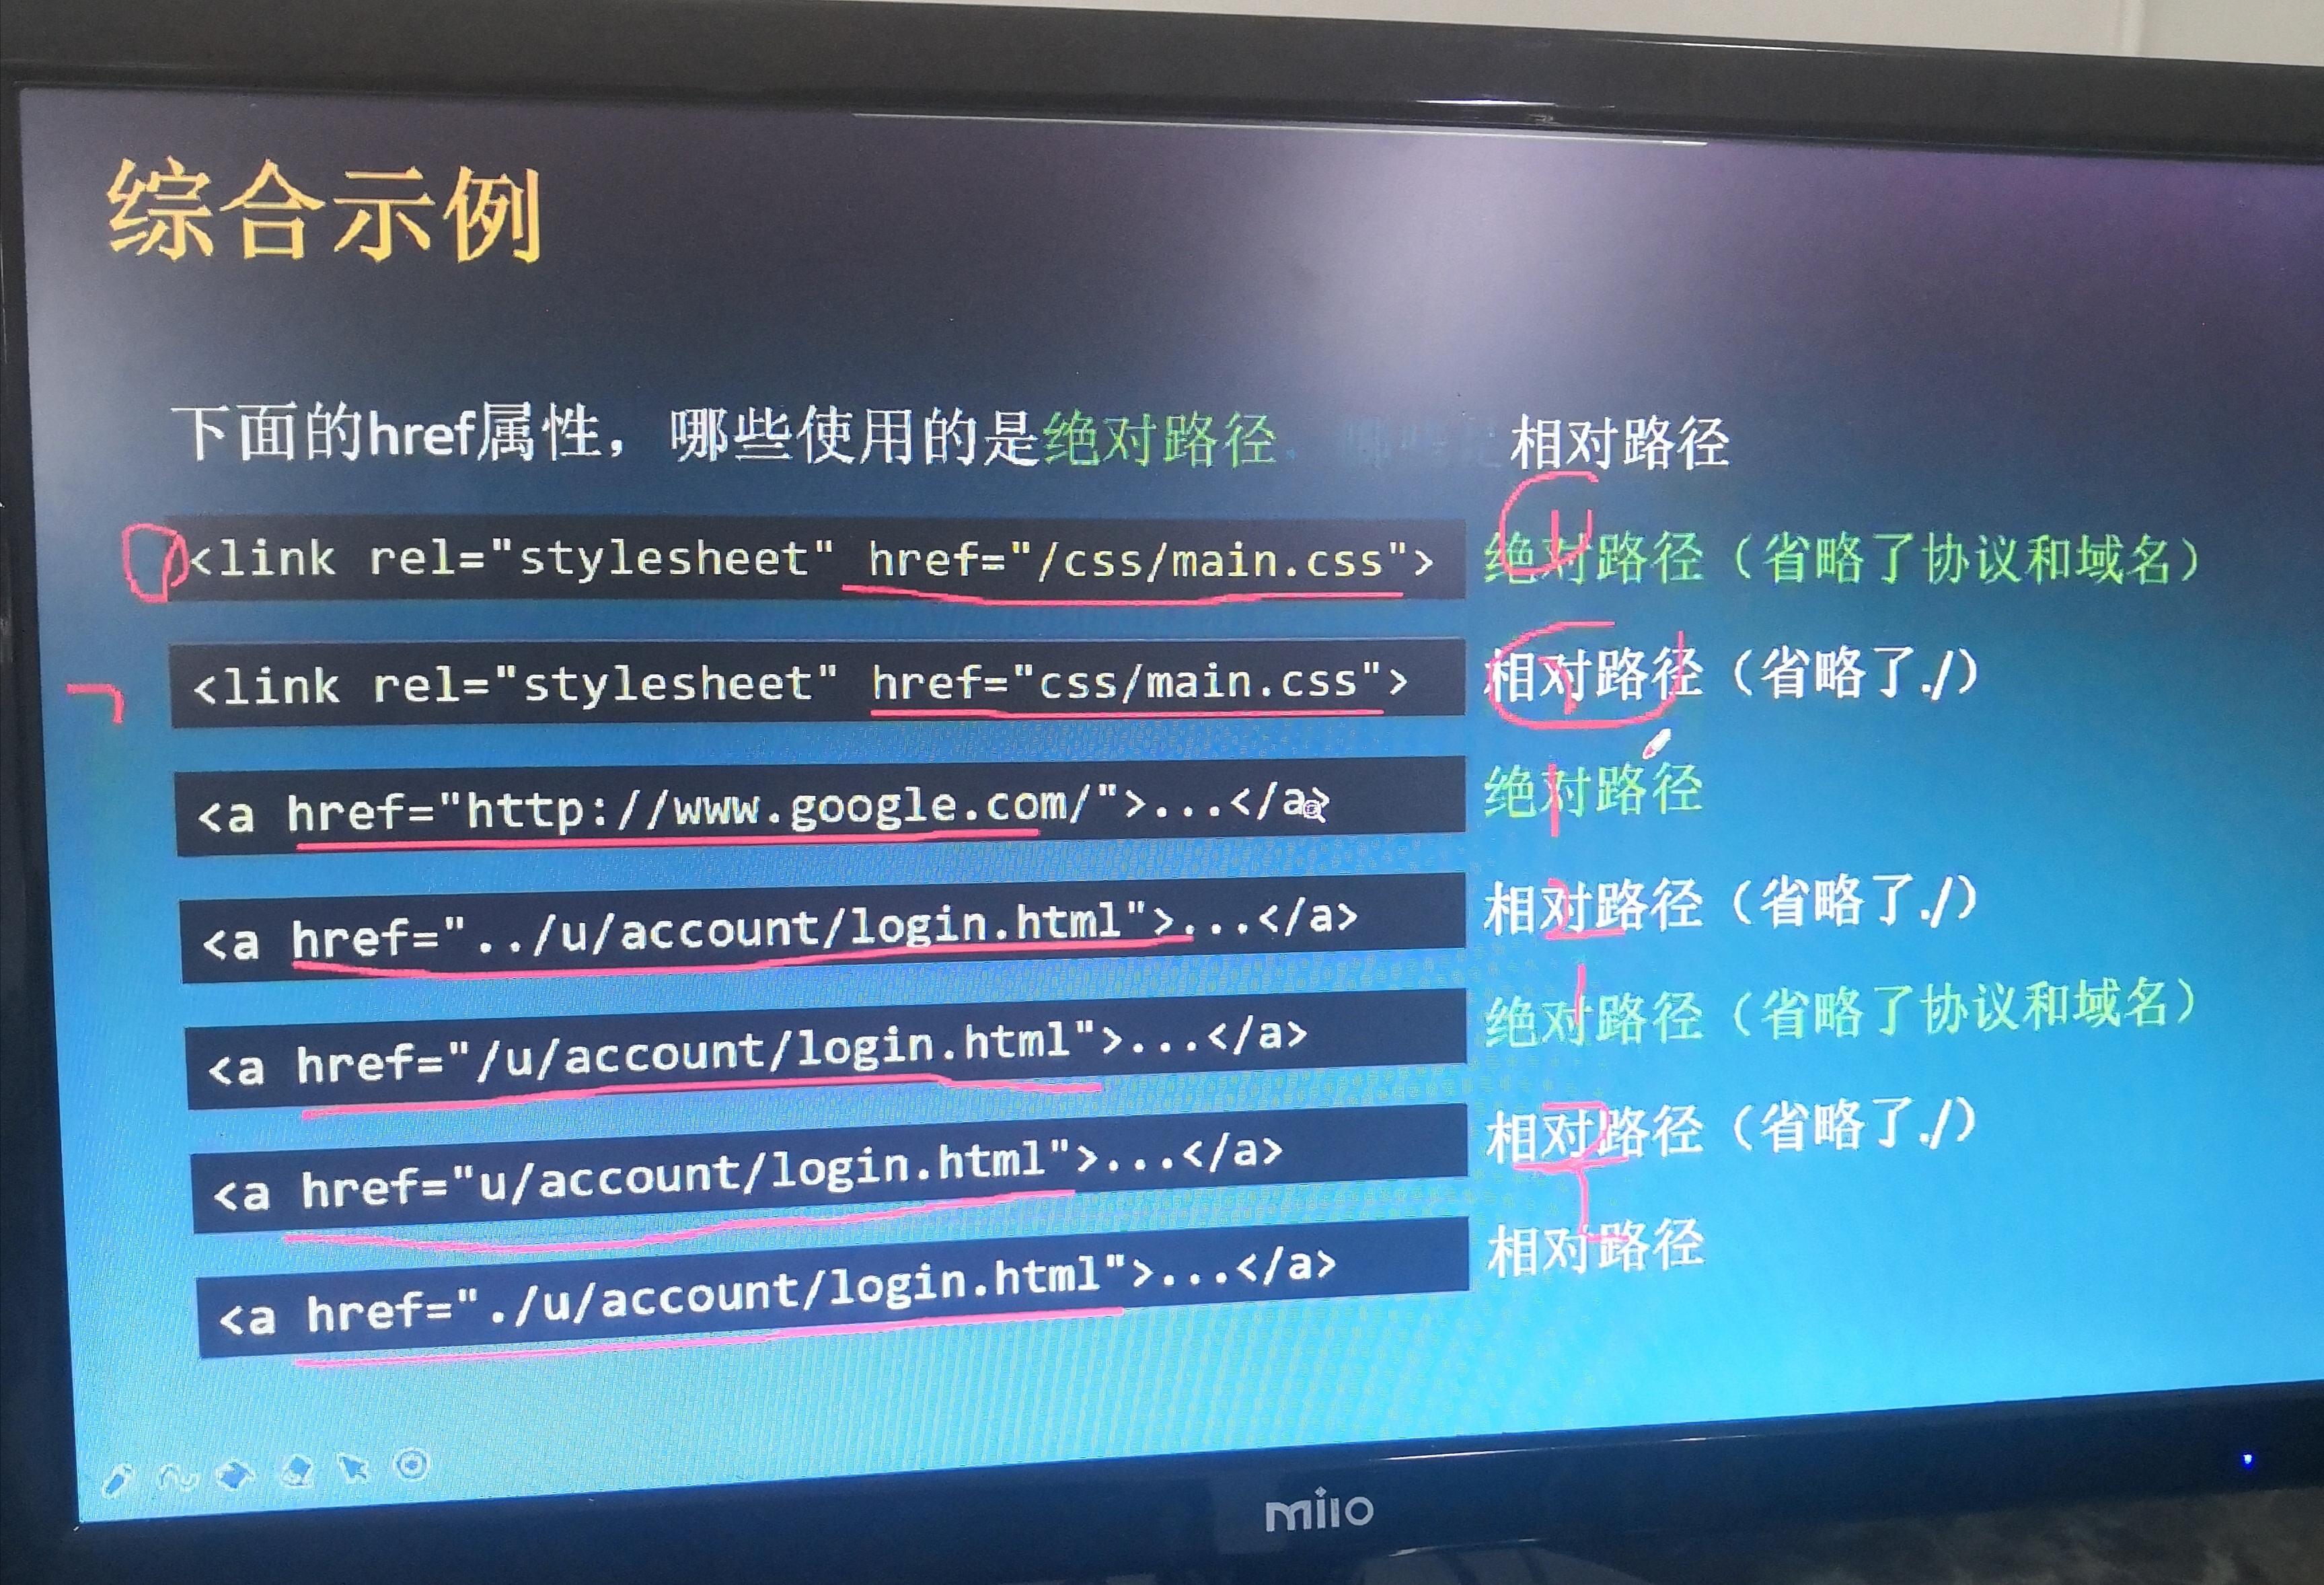 综合示例
下面的href属性，哪些使用的是绝对路径 相对路径
<link rel="stylesheet" href="/css/main.css"> 绝对路径（省略了协议和域名）
<link rel="stylesheet" href="css/main.css"> 相对路径（省略了./）
<a href="http://www.google.com/">...</a> 绝对路径
<a href="../u/account/login.html">...</a> 相对路径（省略了./）
<a href="/u/account/login.html">...</a> 绝对路径（省略了协议和域名）
<a href="u/account/login.html">...</a> 相对路径（省略了./）
<a href="./u/account/login.html">...</a> 相对路径
miio